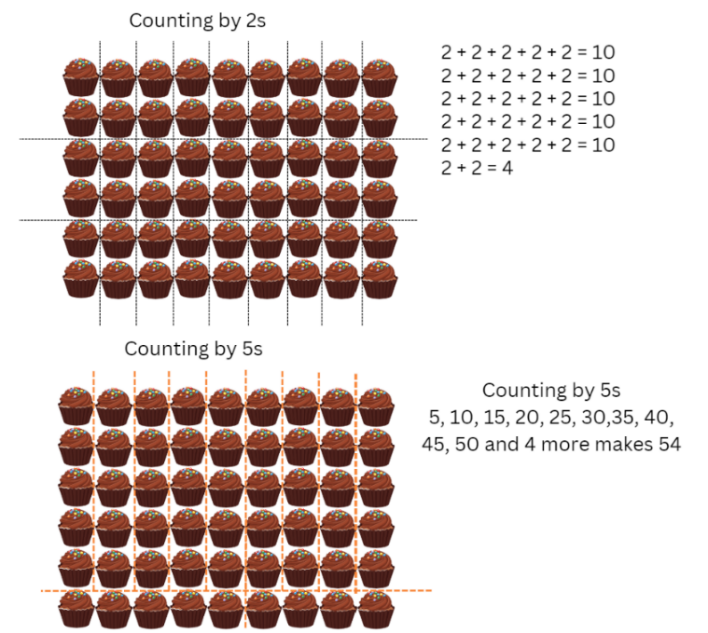 Counting by 2s
2 + 2 + 2 + 2 + 2 = 10
2 + 2 + 2 + 2 + 2 = 10
2 + 2 + 2 + 2 + 2 = 10
2 + 2 + 2 + 2 + 2 = 10
2 + 2 + 2 + 2 + 2 = 10
2 + 2 = 4
Counting by 5s
Counting by 5s
5, 10, 15, 20, 25, 30,35, 40,
45, 50 and 4 more makes 54